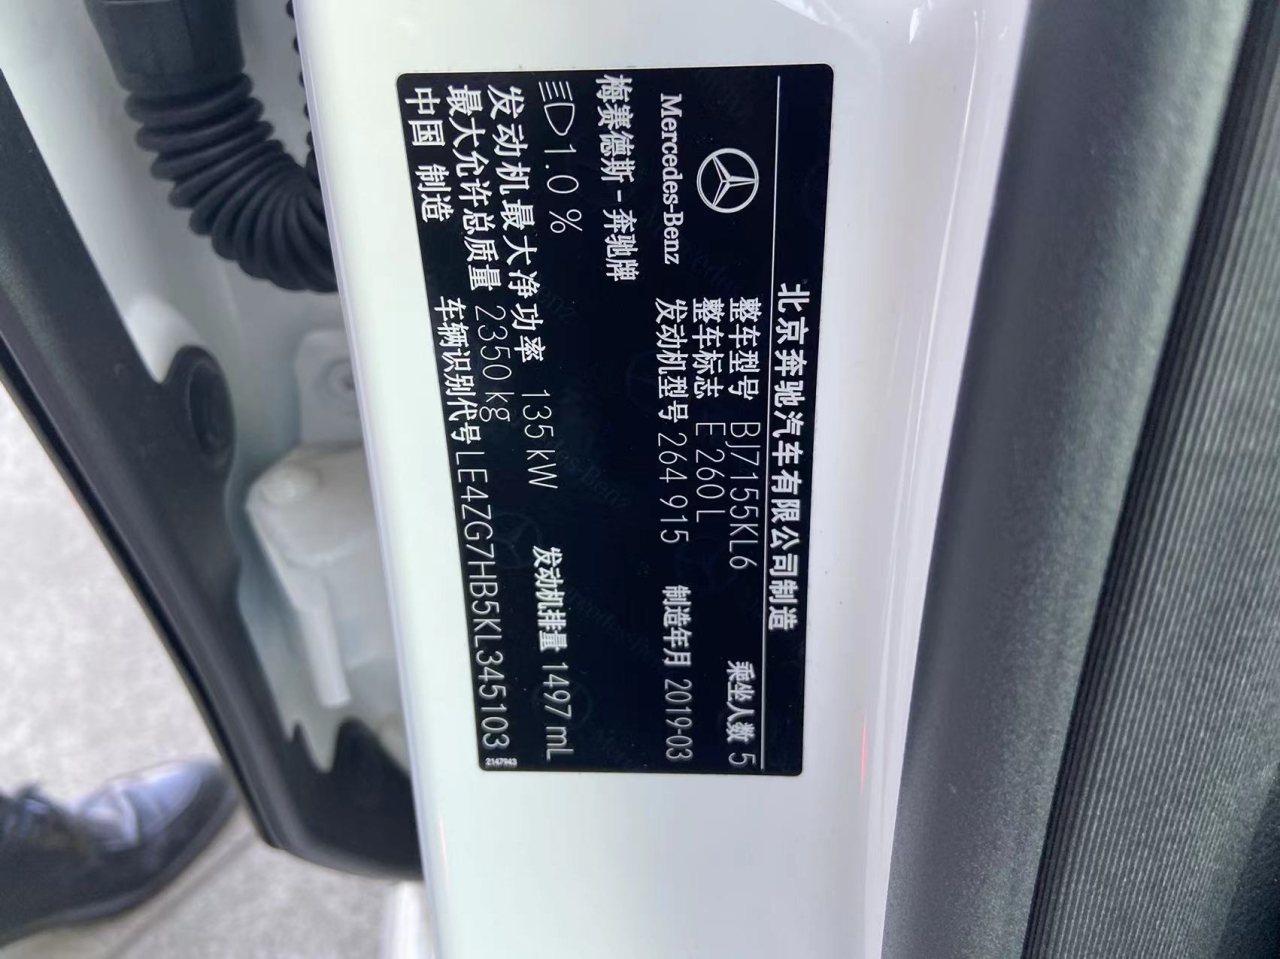 北京奔驰汽车有限公司制造
Mercedes-Benz
梅赛德斯-奔驰牌
整车型号 BJ7155KL6 乘坐人数 5
整车标志 E 260 L
发动机型号 264 915 制造年月 2019-03
1.0 %
发动机最大净功率 135 kW 发动机排量 1497 mL
最大允许总质量 2350 kg
中国 制造 车辆识别代号 LE4ZG7HB5KL345103
2147943